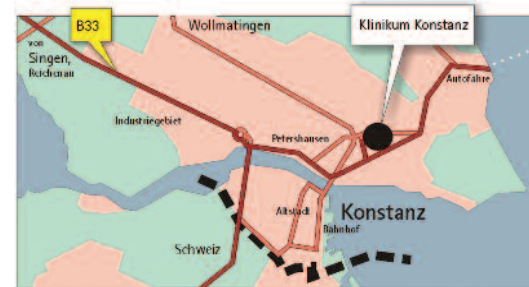 B33
Wollmatingen
Klinikum Konstanz
von
Singen,
Reichenau
Autofähre
Industriegebiet
Petershausen
Altstadt
Konstanz
Bahnhof
Schweiz